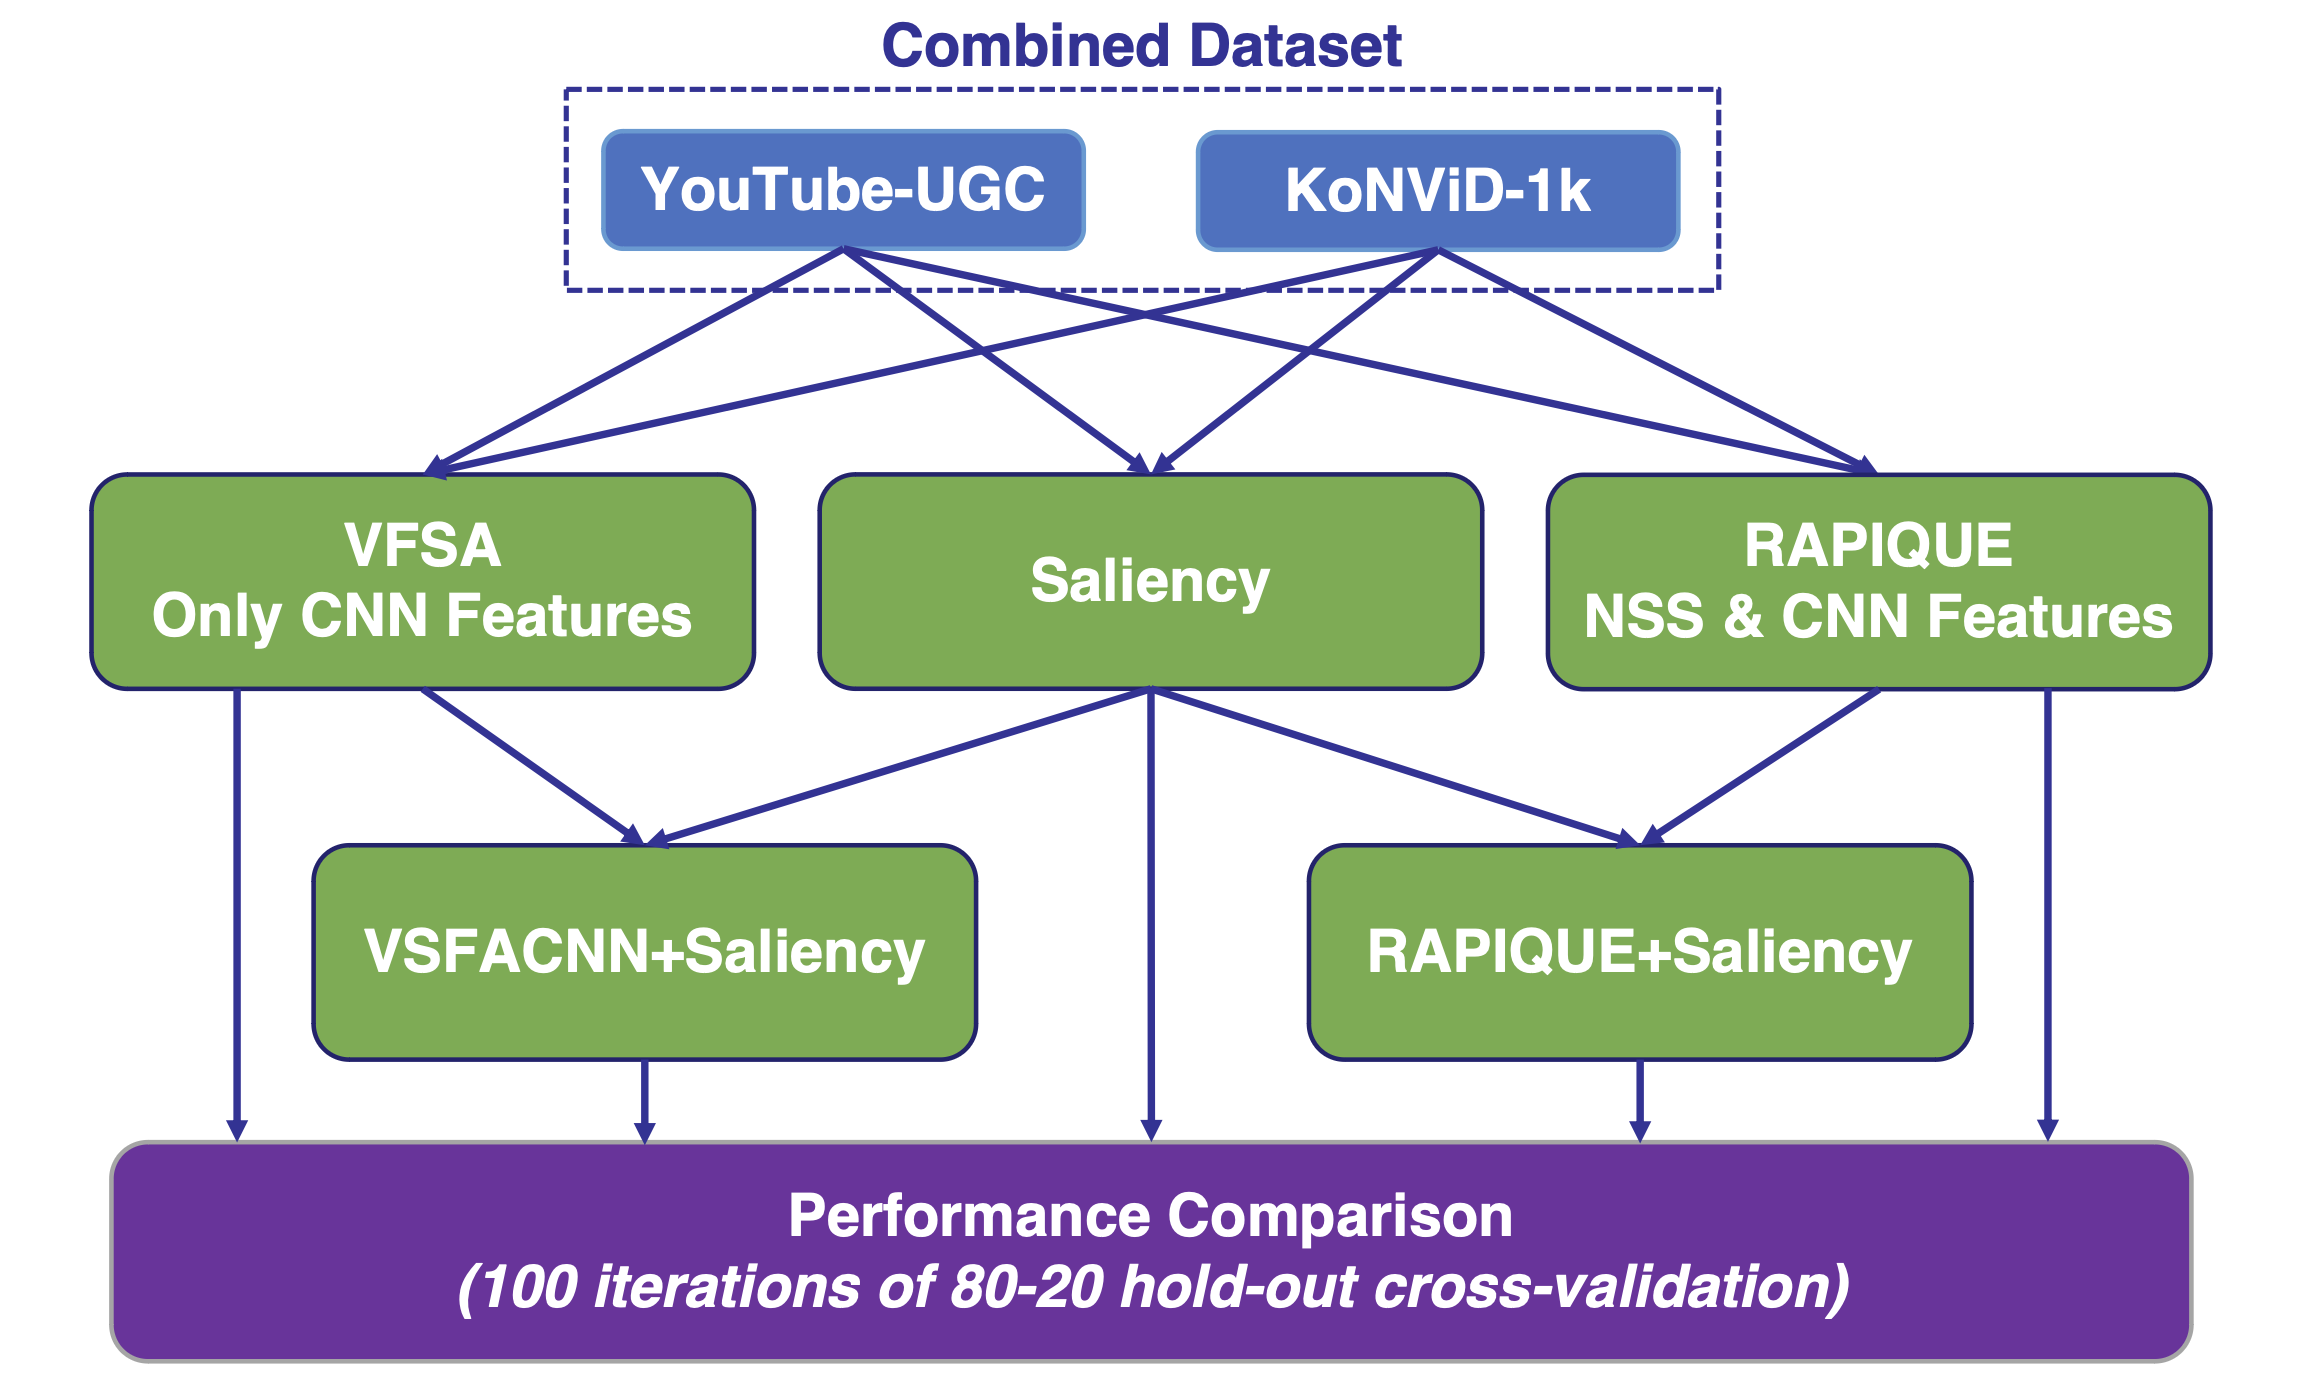 Combined Dataset
YouTube-UGC
KoNViD-1k
VFSA
Only CNN Features
Saliency
RAPIQUE
NSS & CNN Features
VSFACNN+Saliency
RAPIQUE+Saliency
Performance Comparison
(100 iterations of 80-20 hold-out cross-validation)